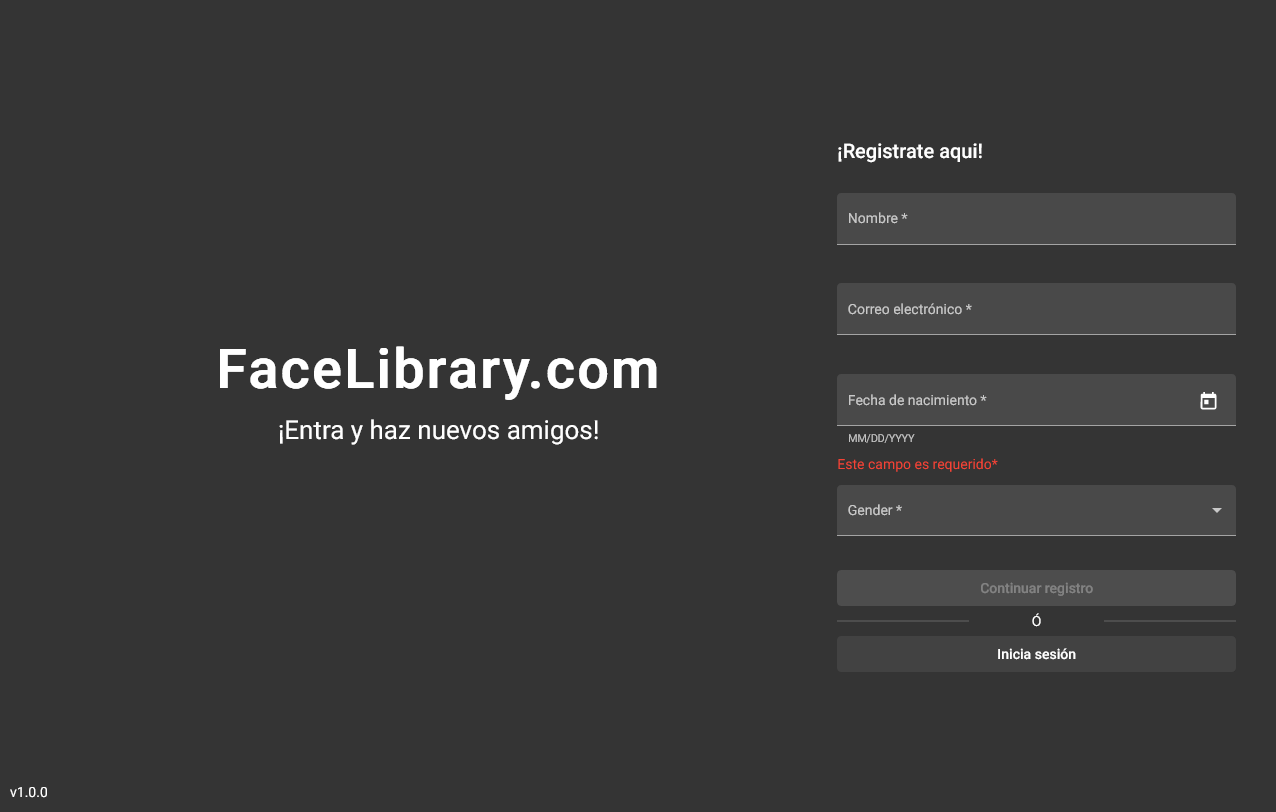 FaceLibrary.com
¡Entra y haz nuevos amigos!
¡Registrate aqui!
Nombre *
Correo electrónico *
Fecha de nacimiento *
MM/DD/YYYY
Este campo es requerido*
Gender *
Continuar registro
Ó
Inicia sesión
v1.0.0